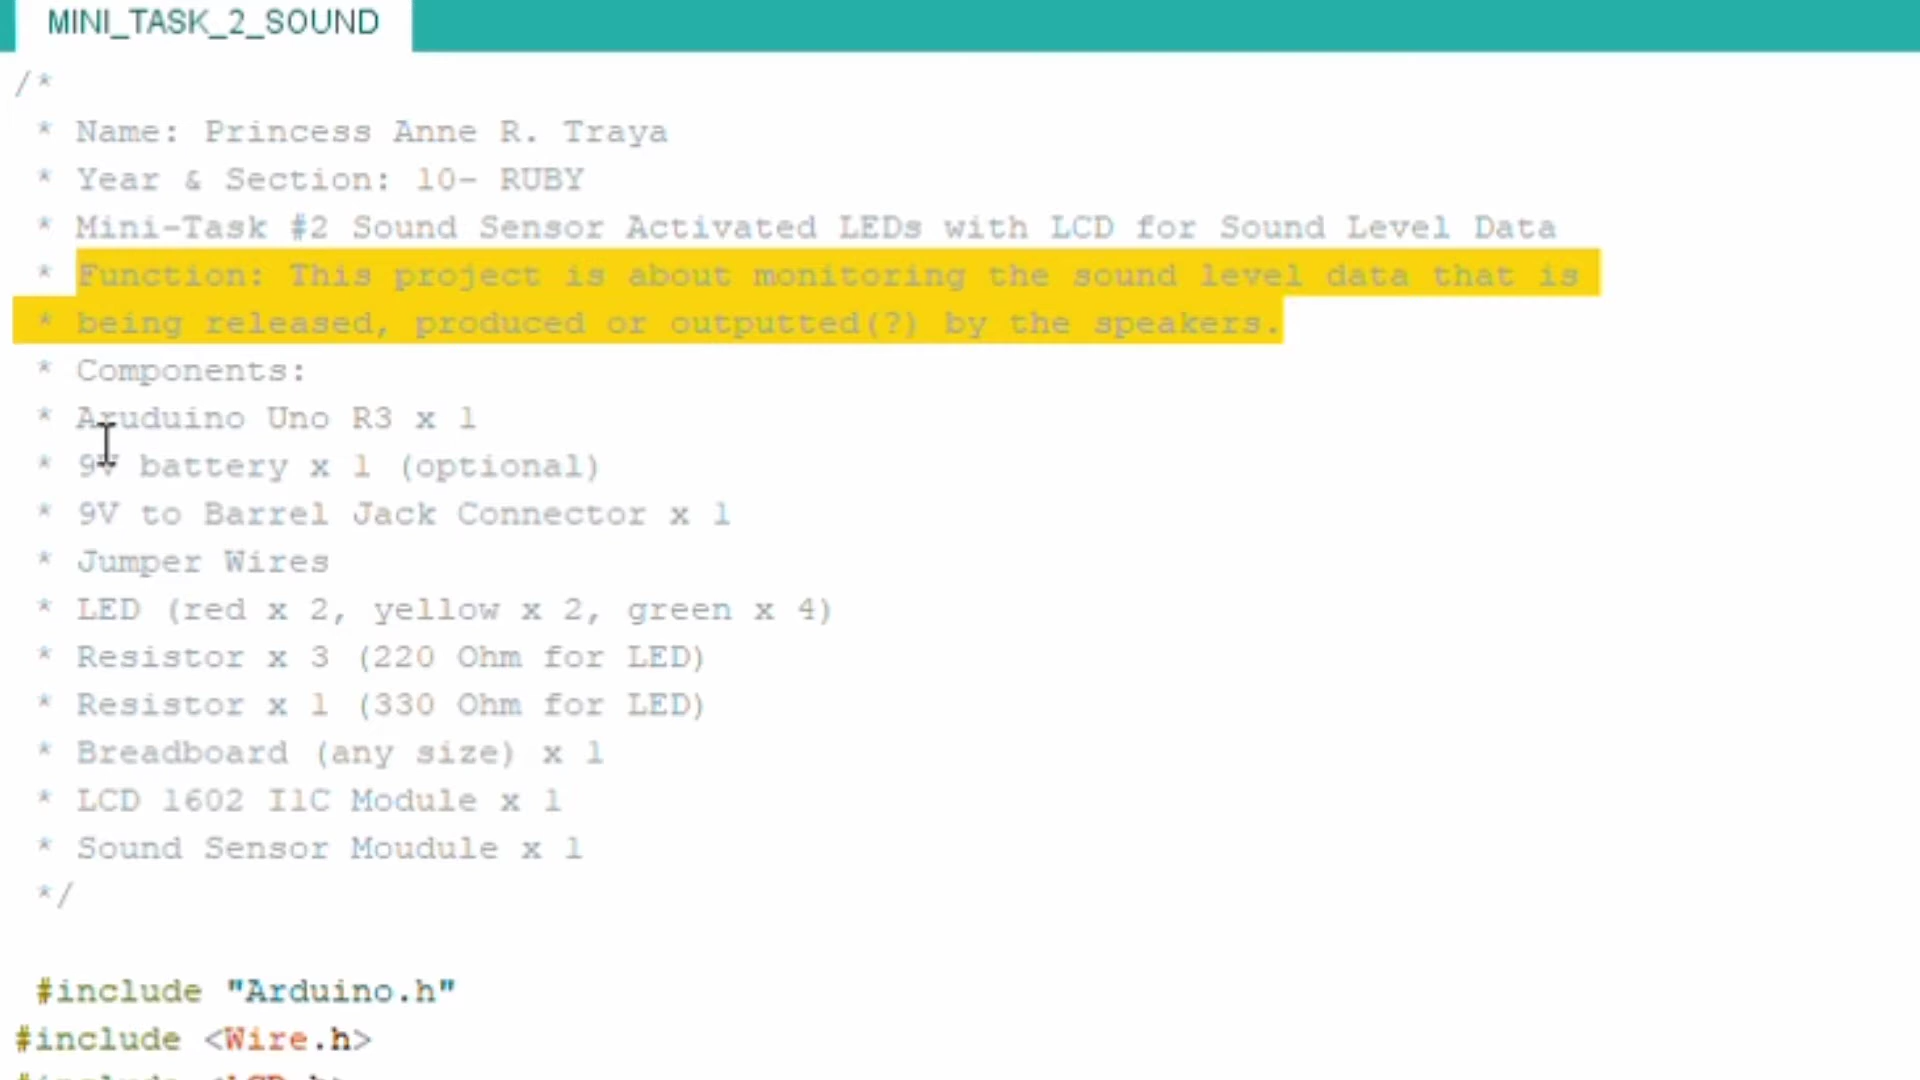 MINI_TASK_2_SOUND
/*
* Name: Princess Anne R. Traya
* Year & Section: 10- RUBY
* Mini-Task #2 Sound Sensor Activated LEDs with LCD for Sound Level Data
* Function: This project is about monitoring the sound level data that is
* being released, produced or outputted(?) by the speakers.
* Components:
* Aruduino Uno R3 x 1
* 9V battery x 1 (optional)
* 9V to Barrel Jack Connector x 1
* Jumper Wires
* LED (red x 2, yellow x 2, green x 4)
* Resistor x 3 (220 Ohm for LED)
* Resistor x 1 (330 Ohm for LED)
* Breadboard (any size) x 1
* LCD 1602 I1C Module x 1
* Sound Sensor Moudule x 1
*/
#include "Arduino.h"
#include <Wire.h>
#include <LCD.h>